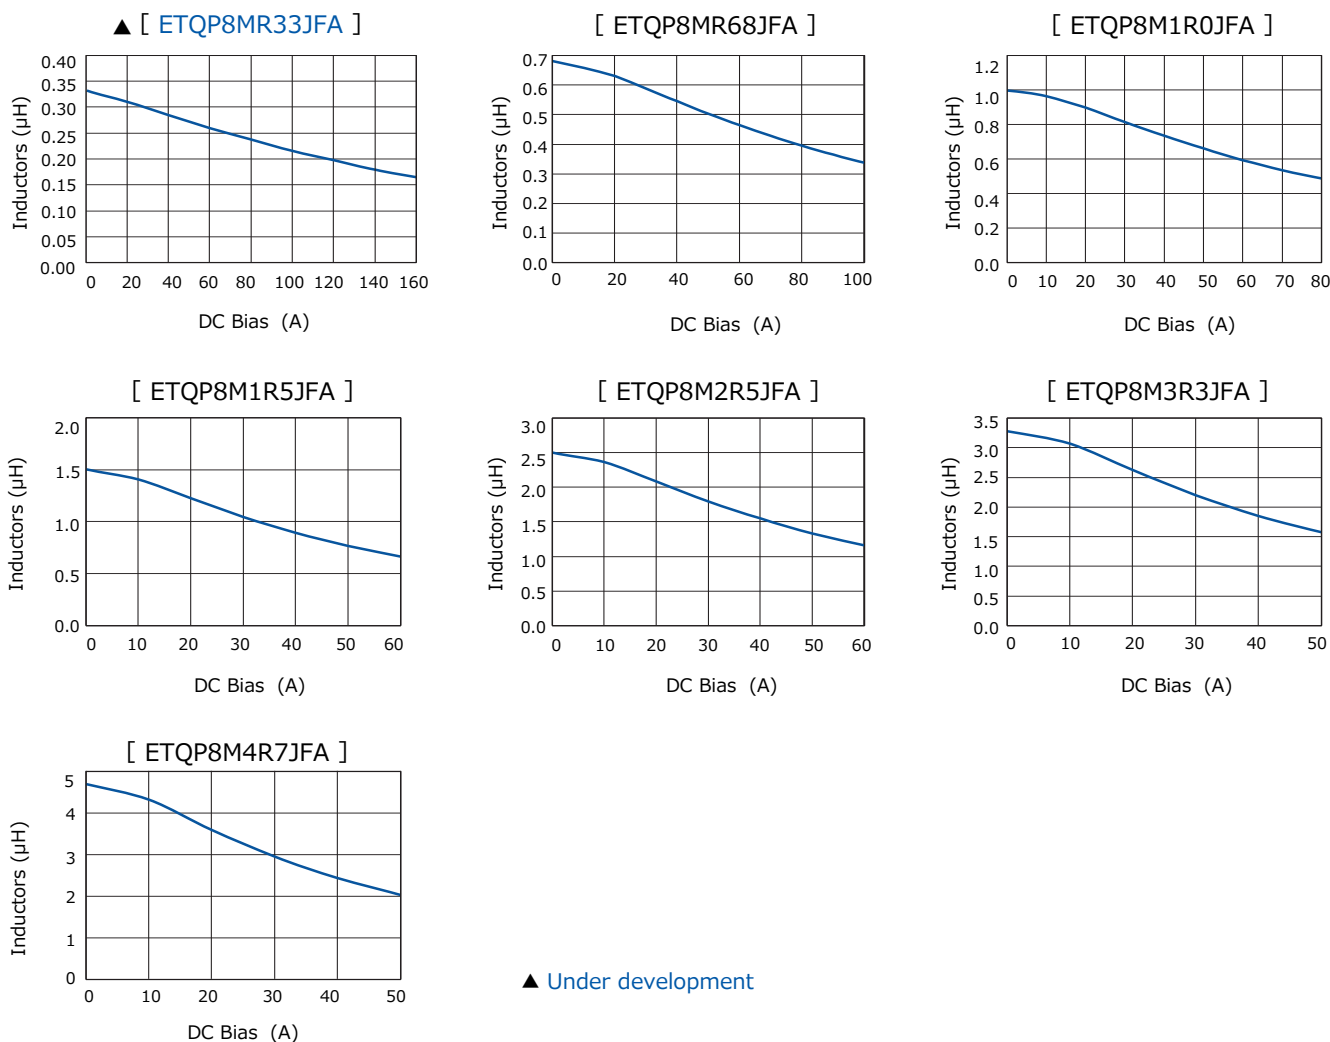 ▲ [ ETQP8MR33JFA ]
Inductors (µH)
0.40
0.35
0.30
0.25
0.20
0.15
0.10
0.05
0.00
0 20 40 60 80 100 120 140 160
DC Bias (A)
[ ETQP8MR68JFA ]
Inductors (µH)
0.7
0.6
0.5
0.4
0.3
0.2
0.1
0.0
0 20 40 60 80 100
DC Bias (A)
[ ETQP8M1R0JFA ]
Inductors (µH)
1.2
1.0
0.8
0.6
0.4
0.2
0.0
0 10 20 30 40 50 60 70 80
DC Bias (A)
[ ETQP8M1R5JFA ]
Inductors (µH)
2.0
1.5
1.0
0.5
0.0
0 10 20 30 40 50 60
DC Bias (A)
[ ETQP8M2R5JFA ]
Inductors (µH)
3.0
2.5
2.0
1.5
1.0
0.5
0.0
0 10 20 30 40 50 60
DC Bias (A)
[ ETQP8M3R3JFA ]
Inductors (µH)
3.5
3.0
2.5
2.0
1.5
1.0
0.5
0.0
0 10 20 30 40 50
DC Bias (A)
[ ETQP8M4R7JFA ]
Inductors (µH)
5
4
3
2
1
0
0 10 20 30 40 50
DC Bias (A)
▲ Under development